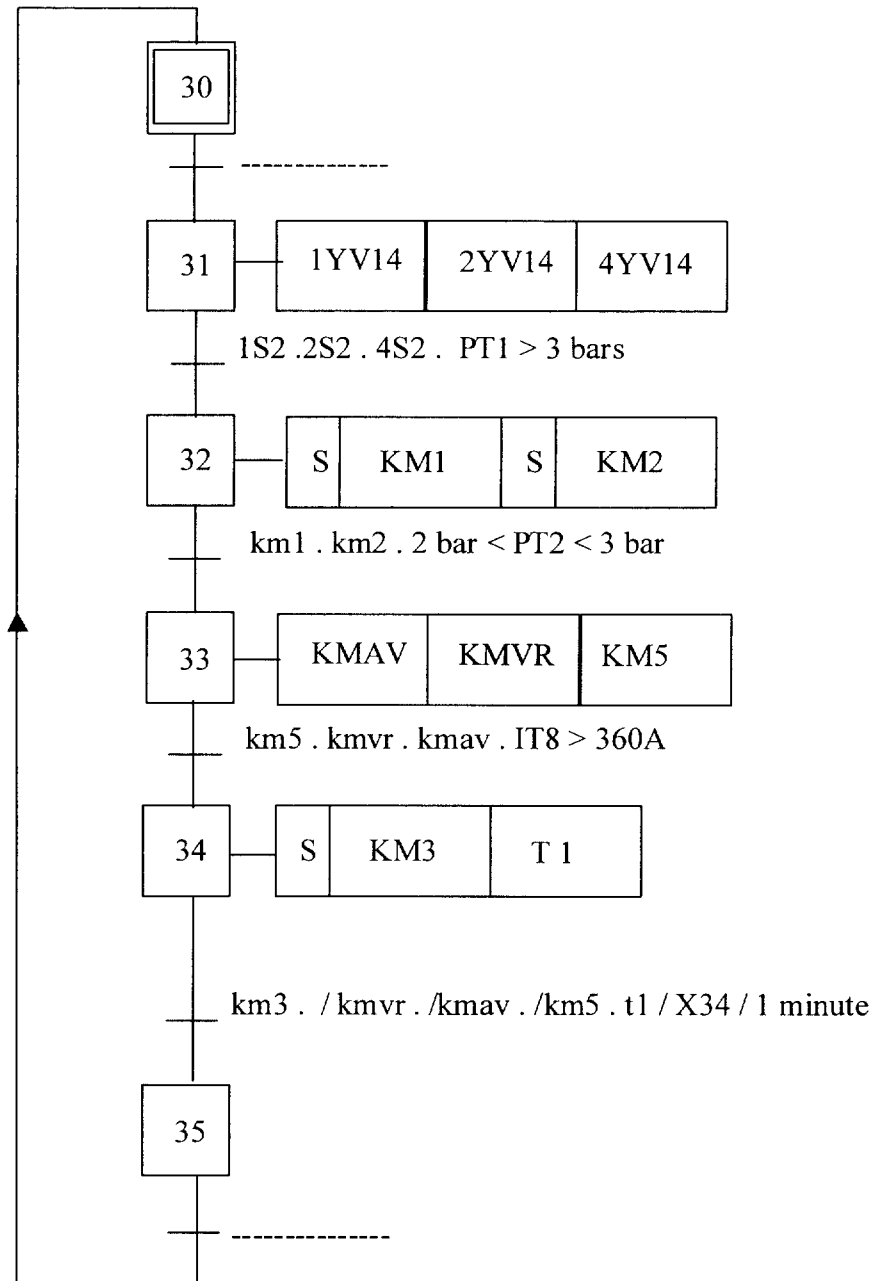 30
31 1YV14 2YV14 4YV14
1S2 .2S2 . 4S2 . PT1 > 3 bars
32 S KM1 S KM2
km1 . km2 . 2 bar < PT2 < 3 bar
33 KMAV KMVR KM5
km5 . kmvr . kmav . IT8 > 360A
34 S KM3 T 1
km3 . / kmvr . /kmav . /km5 . t1 / X34 / 1 minute
35